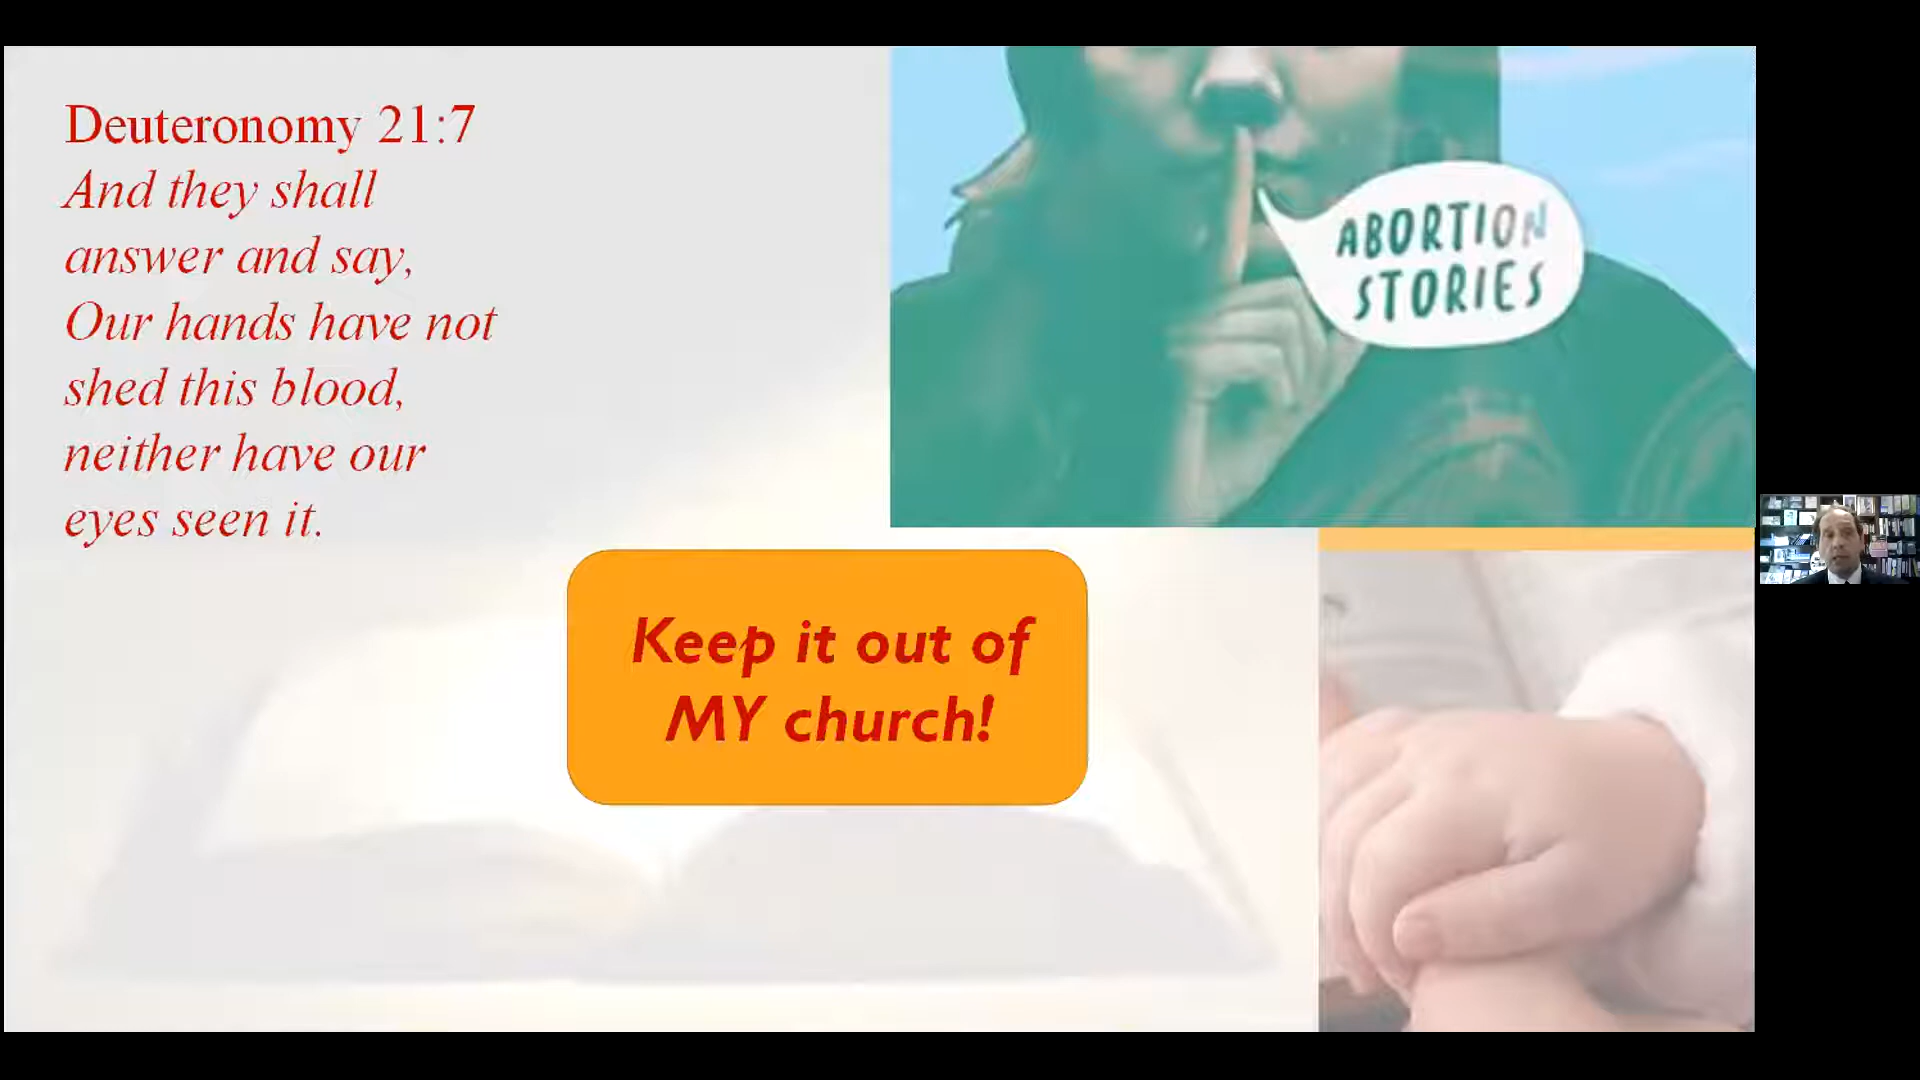 Deuteronomy 21:7
And they shall
answer and say,
Our hands have not
shed this blood,
neither have our
eyes seen it.
ABORTION
STORIES
Keep it out of
MY church!